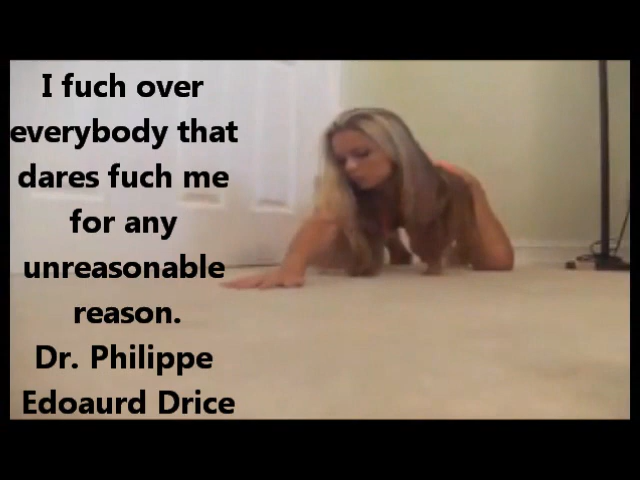 I fuch over
everybody that
dares fuch me
for any
unreasonable
reason.
Dr. Philippe
Edoaurd Drice